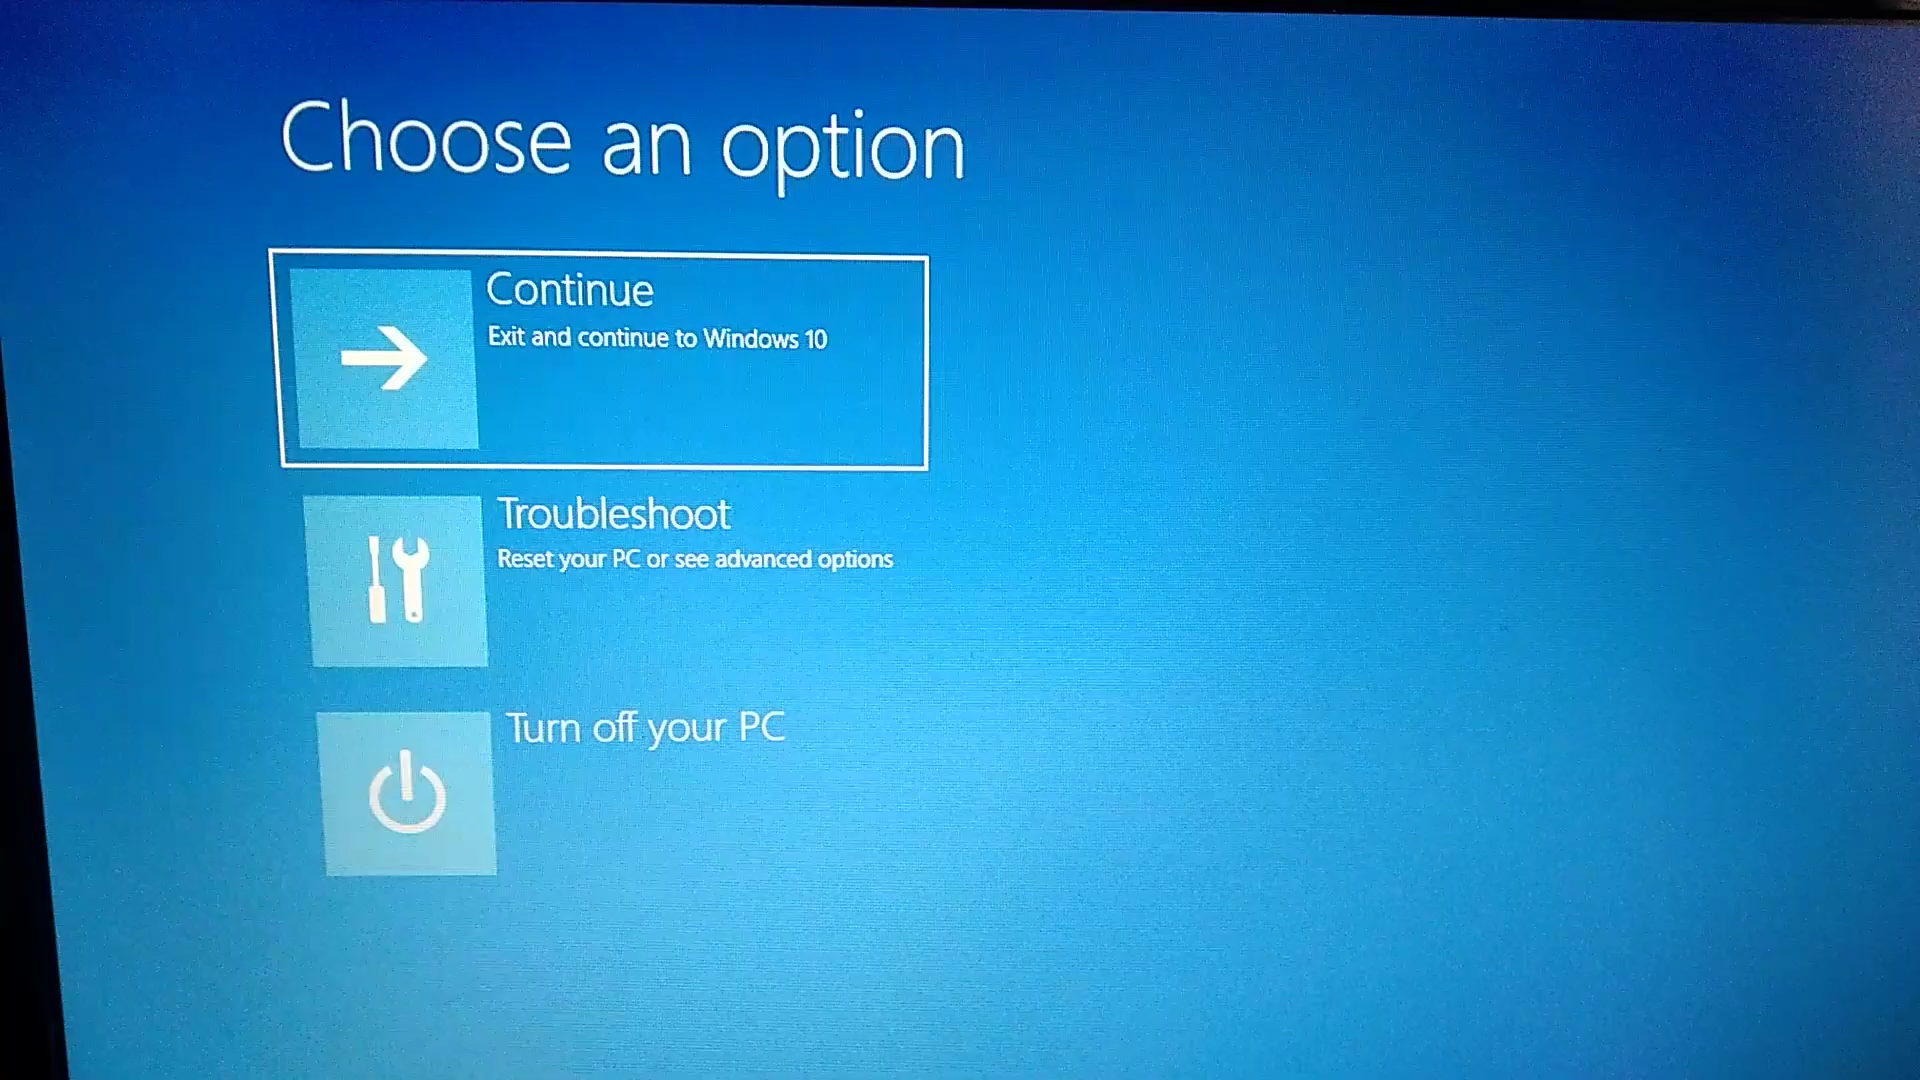 Choose an option
Continue
Exit and continue to Windows 10
Troubleshoot
Reset your PC or see advanced options
Turn off your PC